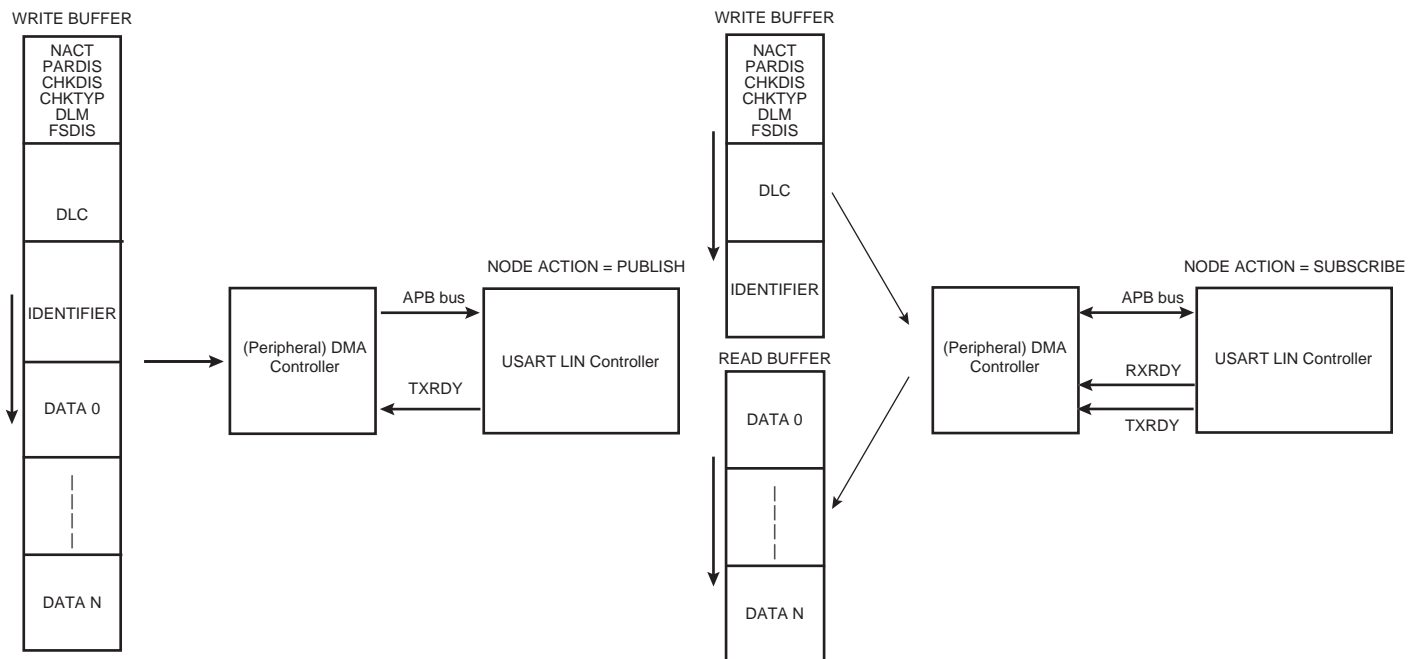 WRITE BUFFER
NACT
PARDIS
CHKDIS
CHKTYP
DLM
FSDIS
DLC
IDENTIFIER
DATA 0
DATA N
(Peripheral) DMA
Controller
APB bus
TXRDY
NODE ACTION = PUBLISH
USART LIN Controller
WRITE BUFFER
NACT
PARDIS
CHKDIS
CHKTYP
DLM
FSDIS
DLC
IDENTIFIER
READ BUFFER
DATA 0
DATA N
(Peripheral) DMA
Controller
APB bus
RXRDY
TXRDY
NODE ACTION = SUBSCRIBE
USART LIN Controller